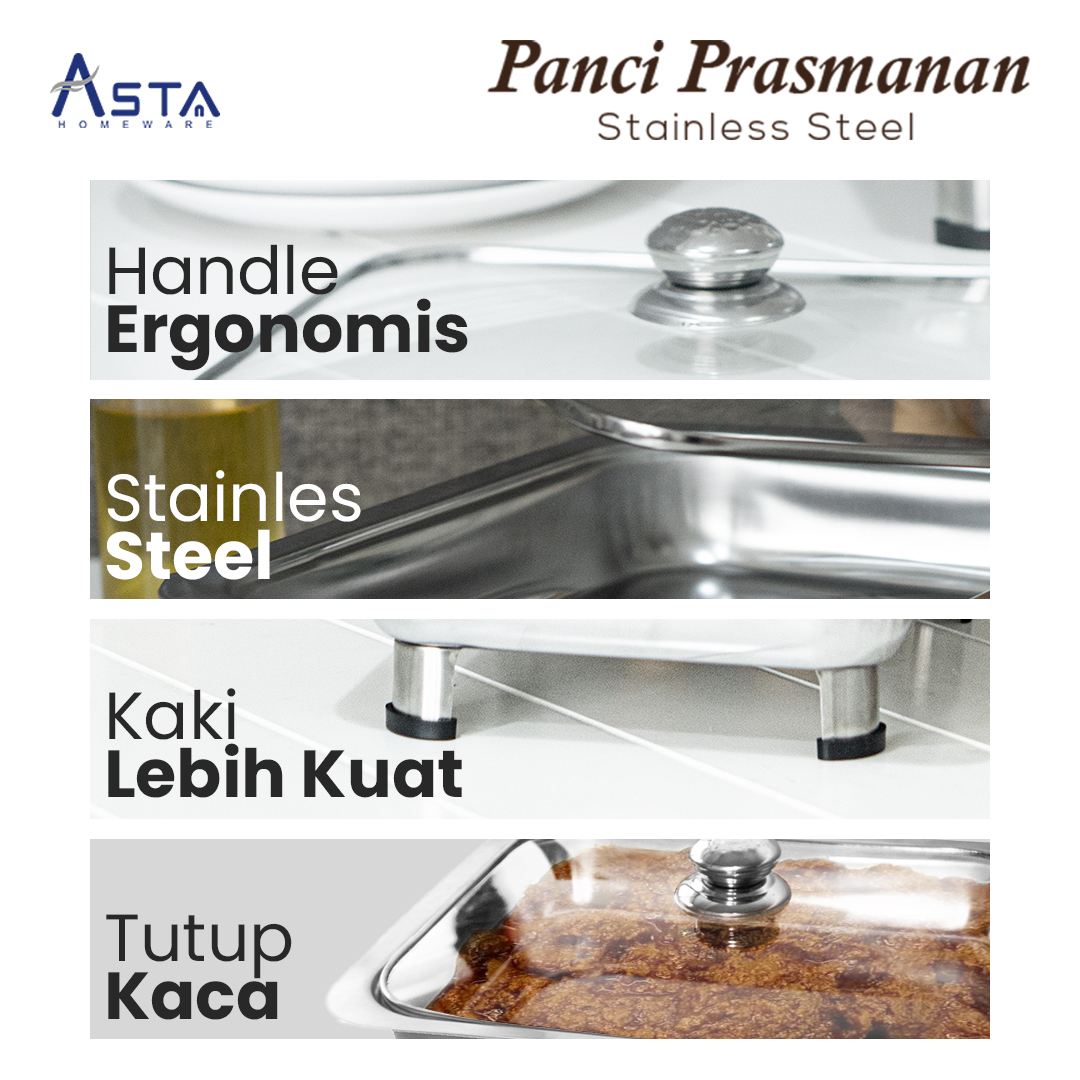 ASTA
HOMEWARE
Panci Prasmanan
Stainless Steel
Handle
Ergonomis
Stainles
Steel
Kaki
Lebih Kuat
Tutup
Kaca